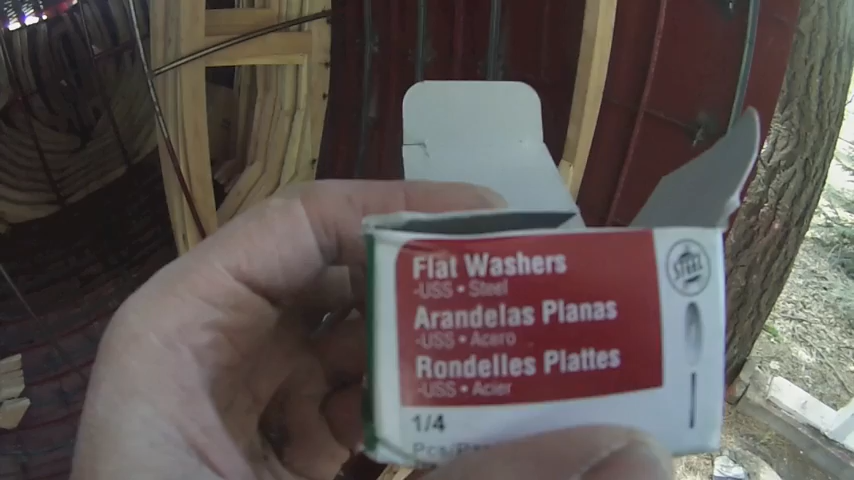 Flat Washers
-USS • Steel
Arandelas Planas
-USS • Acero
Rondelles Plattes
-USS • Acier
1/4
STEEL